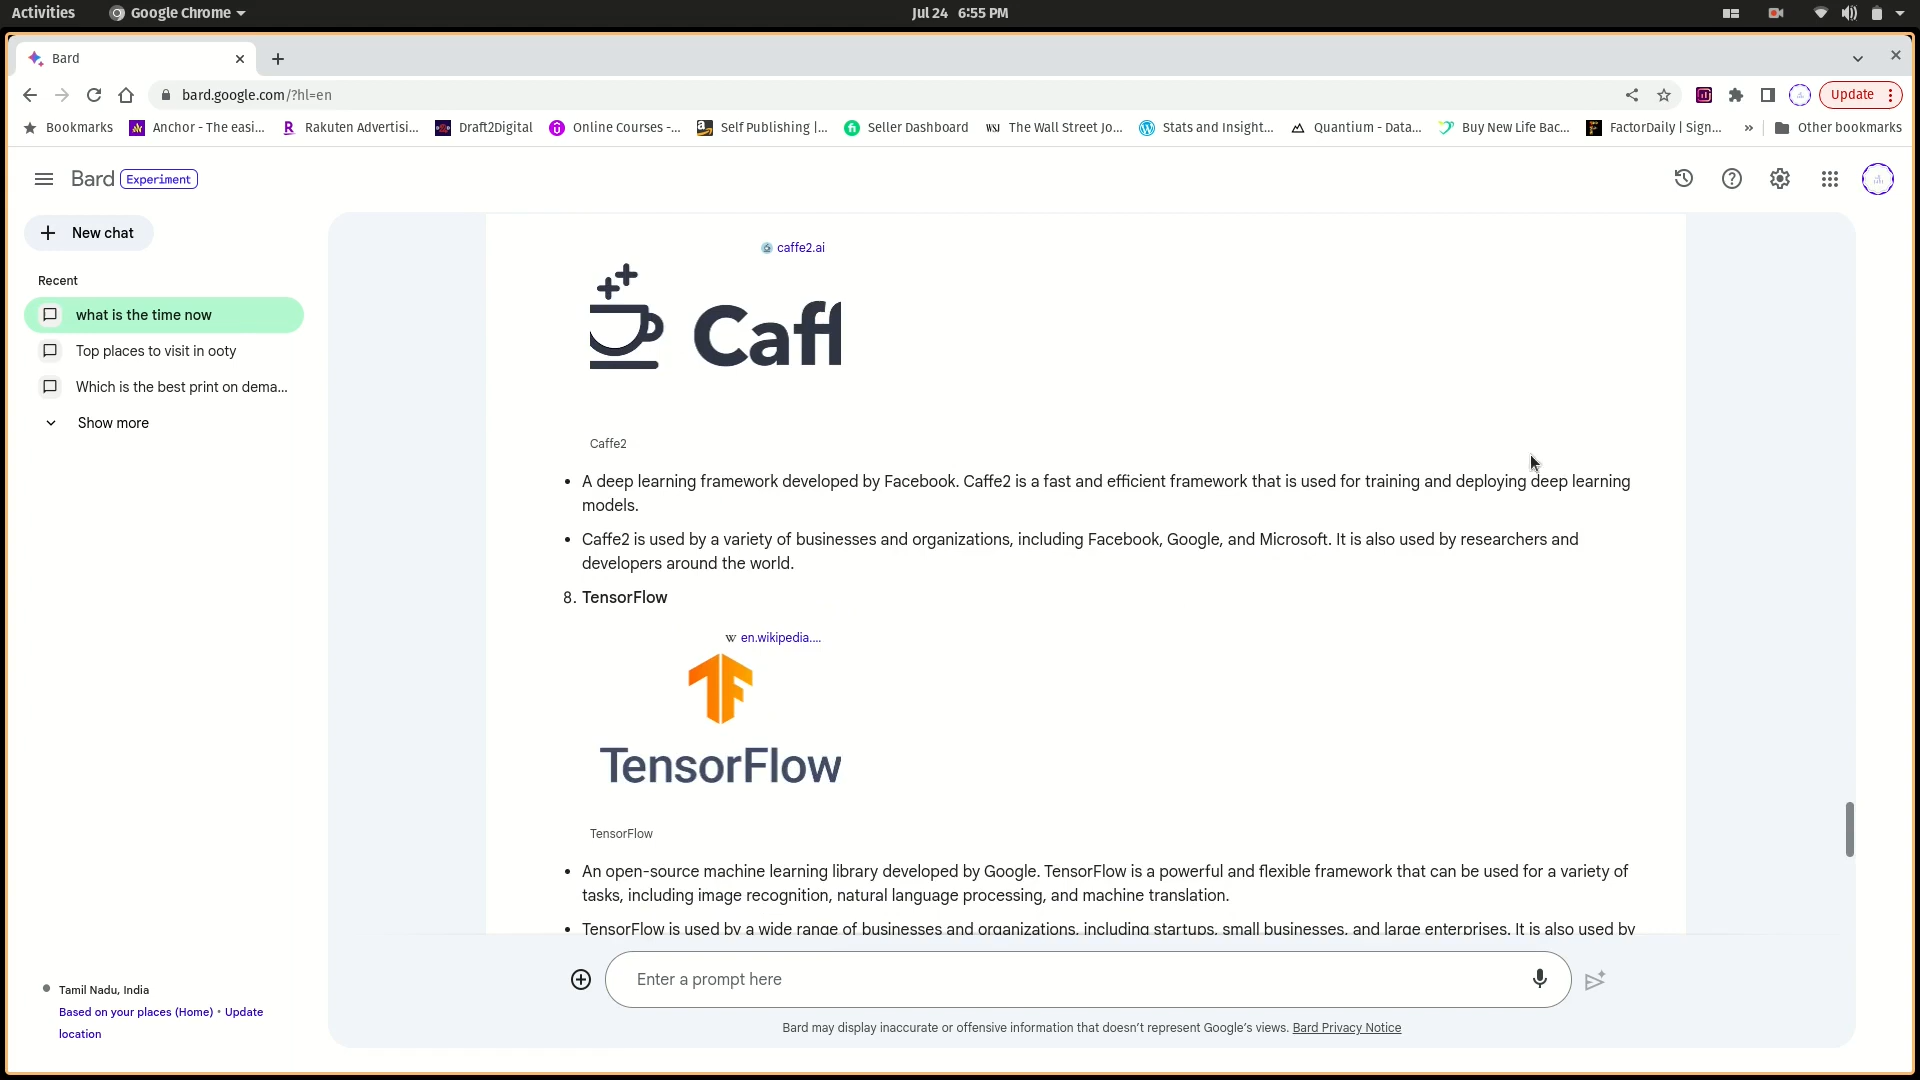 Activities
Google Chrome
Jul 24 6:55 PM
Bard
bard.google.com/?hl=en
Update
Bookmarks
Anchor - The easi...
Rakuten Advertisi...
Draft2Digital
Online Courses -...
Self Publishing |...
Seller Dashboard
WSJ
The Wall Street Jo...
Stats and Insight...
Quantium - Data...
Buy New Life Bac...
FactorDaily | Sign...
»
Other bookmarks
Bard Experiment
New chat
Recent
what is the time now
Top places to visit in ooty
Which is the best print on dema...
Show more
Tamil Nadu, India
Based on your places (Home) • Update
location
caffe2.ai
Caff
Caffe2
• A deep learning framework developed by Facebook. Caffe2 is a fast and efficient framework that is used for training and deploying deep learning
models.
• Caffe2 is used by a variety of businesses and organizations, including Facebook, Google, and Microsoft. It is also used by researchers and
developers around the world.
8. TensorFlow
W en.wikipedia....
TensorFlow
TensorFlow
• An open-source machine learning library developed by Google. TensorFlow is a powerful and flexible framework that can be used for a variety of
tasks, including image recognition, natural language processing, and machine translation.
• TensorFlow is used by a wide range of businesses and organizations, including startups, small businesses, and large enterprises. It is also used by
Enter a prompt here
Bard may display inaccurate or offensive information that doesn't represent Google's views. Bard Privacy Notice